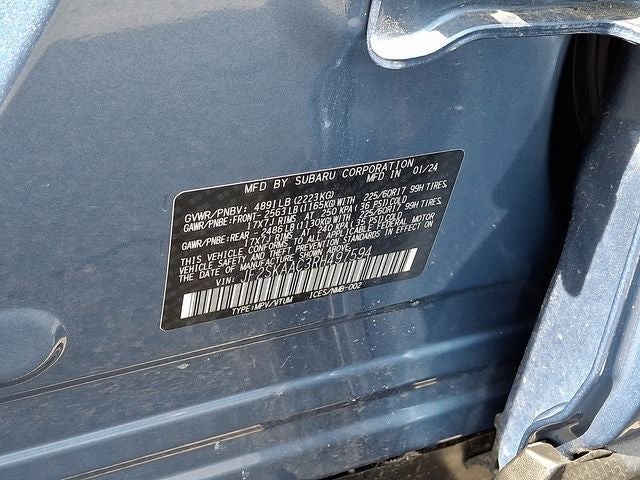 MFD BY SUBARU CORPORATION
MFD IN 01/24
GVWR/PNBV: 4891LB(2223KG)
GAWR/PNBE:FRONT-2563LB(1165KG)WITH 225/60R17 99H TIRES,
17X7J RIMS AT 250 KPA(36 PSI)COLD
GAWR/PNBE:REAR-2486LB(1130KG)WITH 225/60R17 99H TIRES,
17X7J RIMS AT 240 KPA(35 PSI)COLD
THIS VEHICLE CONFORMS TO ALL APPLICABLE FEDERAL MOTOR
VEHICLE SAFETY AND THEFT PREVENTION STANDARDS IN EFFECT ON
THE DATE OF MANUFACTURE SHOWN ABOVE.
VIN: JF2SKAAC3RH497594
TYPE:MPV/VTUM ICES/NMB-002